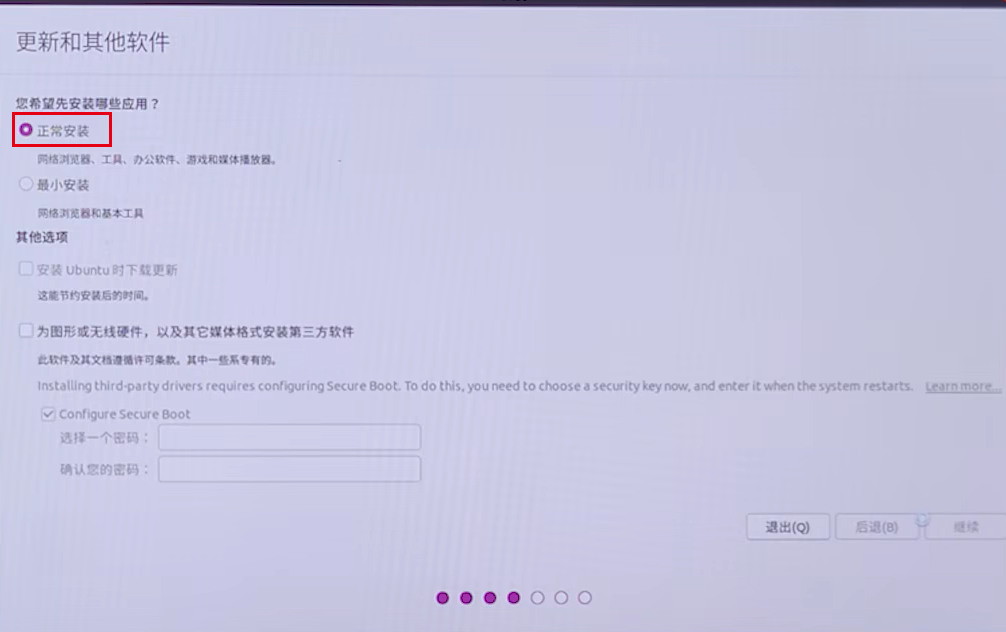 更新和其他软件
您希望先安装哪些应用？
正常安装
网络浏览器、工具、办公软件、游戏和媒体播放器。
最小安装
网络浏览器和基本工具
其他选项
安装 Ubuntu 时下载更新
这能节约安装后的时间。
为图形或无线硬件，以及其它媒体格式安装第三方软件
此软件及其文档遵循许可条款。其中一些系专有的。
Installing third-party drivers requires configuring Secure Boot. To do this, you need to choose a security key now, and enter it when the system restarts. Learn more...
Configure Secure Boot
选择一个密码：
确认您的密码：
退出(Q) 后退(B) 继续